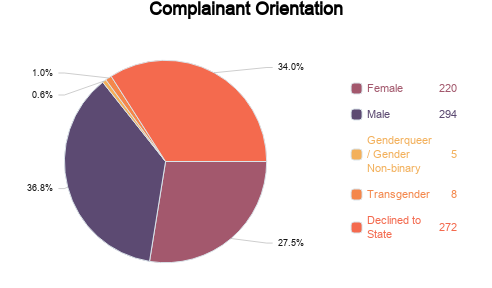 Complainant Orientation
1.0%
34.0%
0.6%
36.8%
27.5%
Female 220
Male 294
Genderqueer
/ Gender 5
Non-binary
Transgender 8
Declined to 272
State